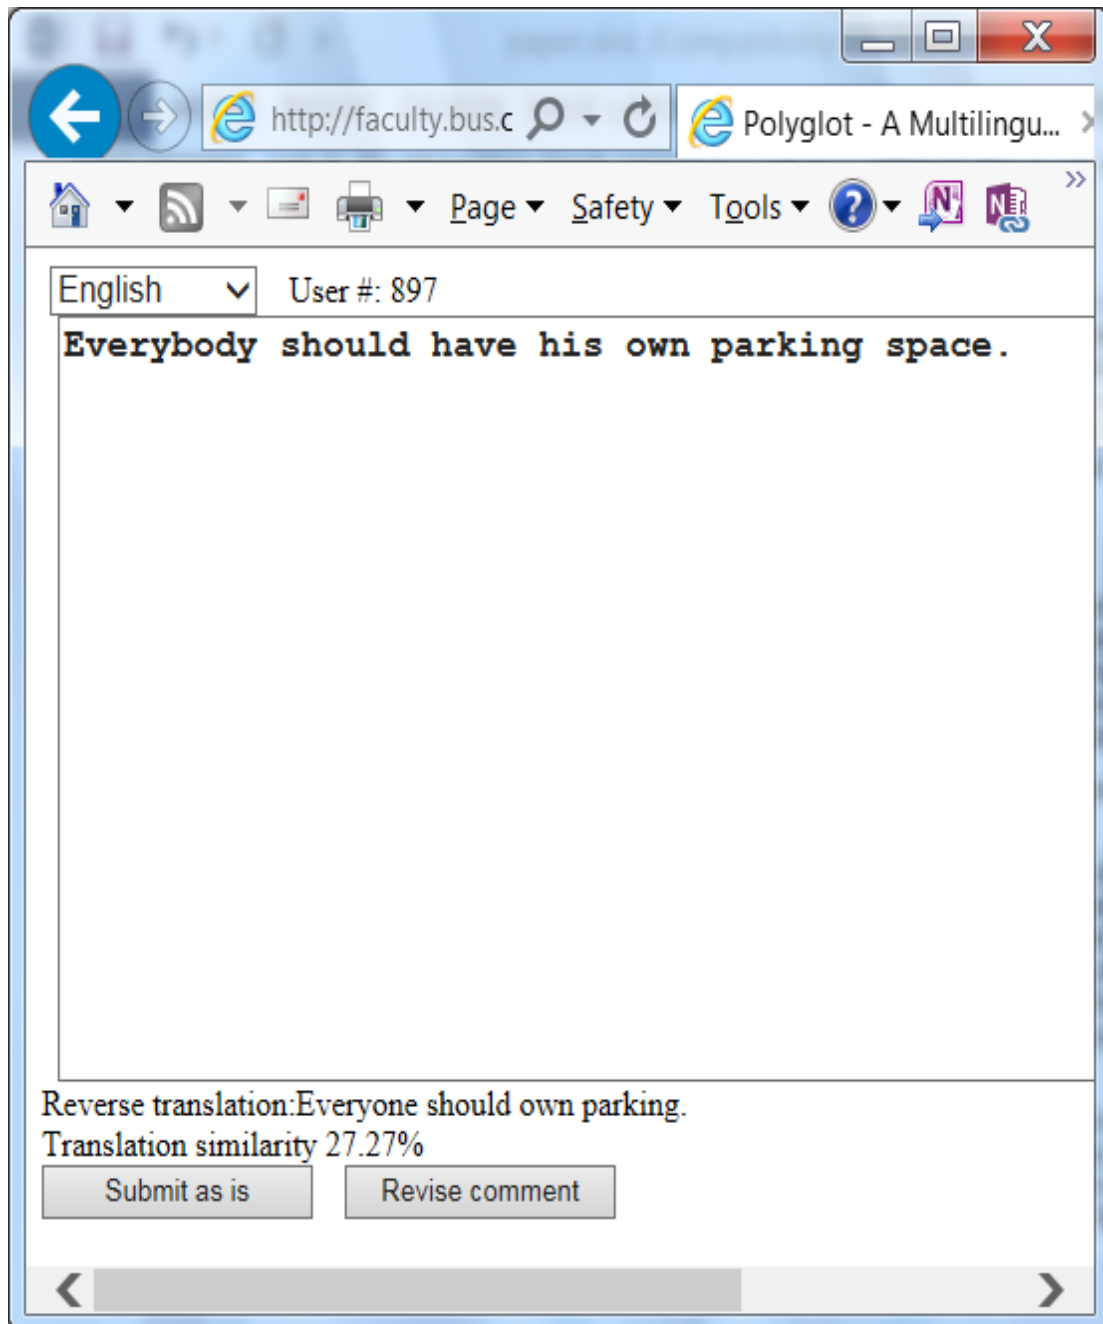 X
http://faculty.bus.c
Polyglot - A Multilingu...
Page Safety Tools
English User #: 897
Everybody should have his own parking space.
Reverse translation:Everyone should own parking.
Translation similarity 27.27%
Submit as is Revise comment